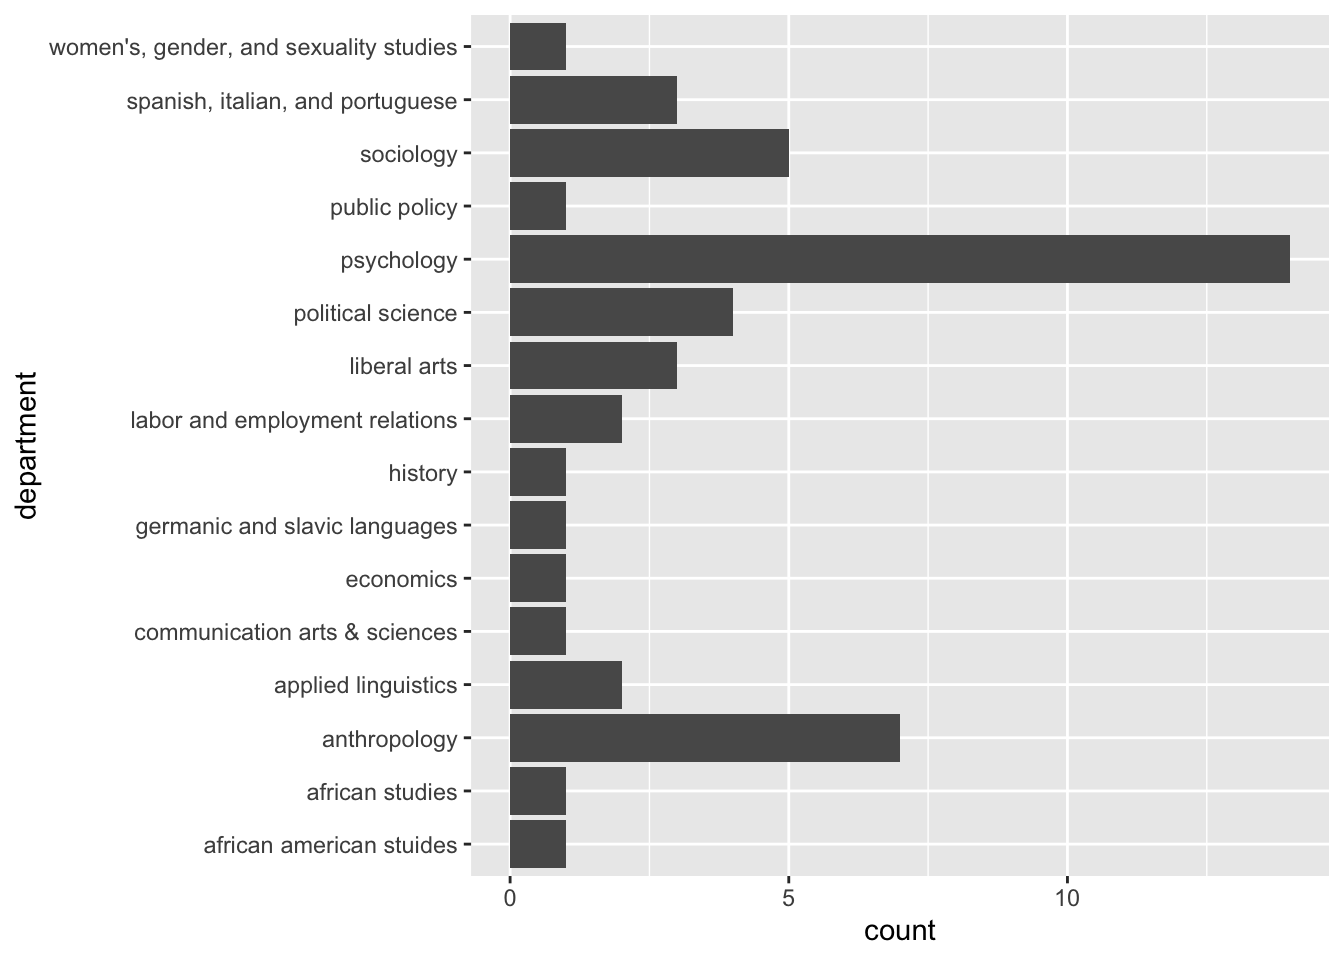 women's, gender, and sexuality studies
spanish, italian, and portuguese
sociology
public policy
psychology
political science
liberal arts
labor and employment relations
history
germanic and slavic languages
economics
communication arts & sciences
applied linguistics
anthropology
african studies
african american stuides
department
0 5 10
count